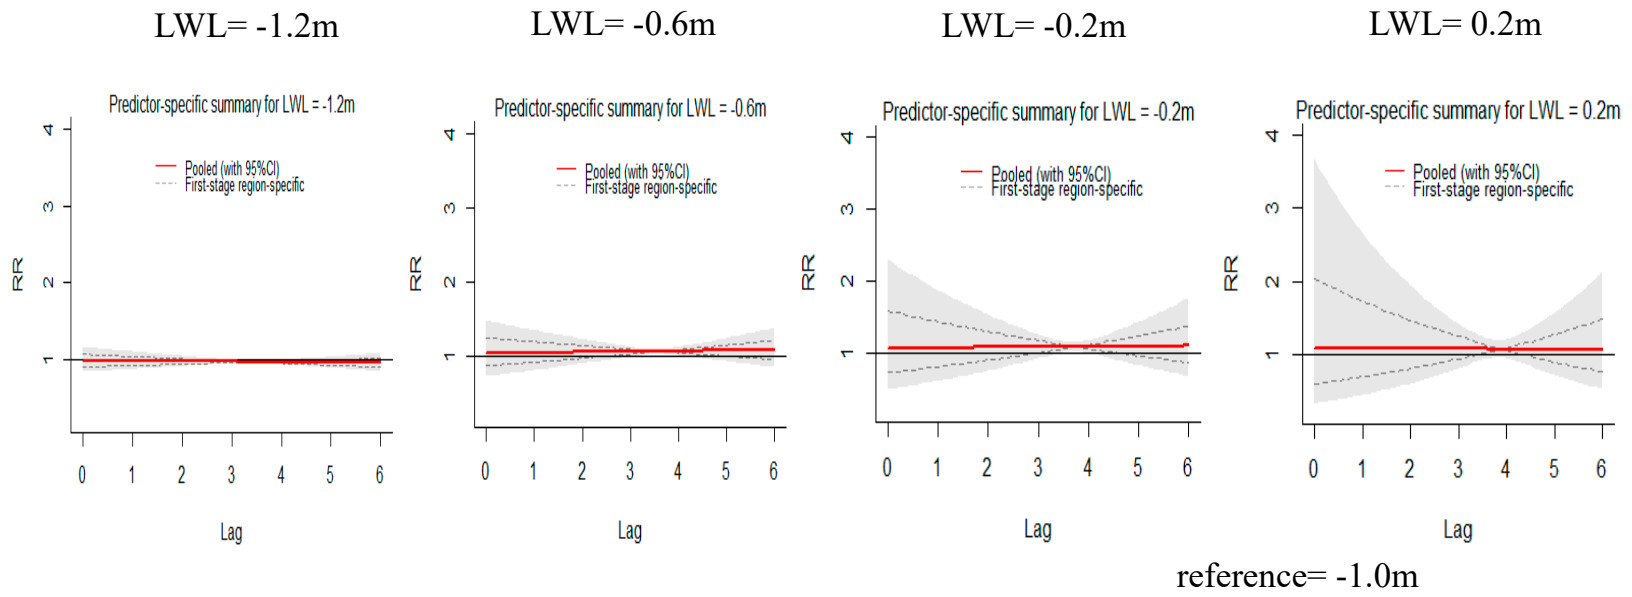 LWL= -1.2m
LWL= -0.6m
LWL= -0.2m
LWL= 0.2m
Predictor-specific summary for LWL = -1.2m
4
3
2
1
RR
Pooled (with 95%CI)
First-stage region-specific
0 1 2 3 4 5 6
Lag
Predictor-specific summary for LWL = -0.6m
4
3
2
1
RR
Pooled (with 95%CI)
First-stage region-specific
0 1 2 3 4 5 6
Lag
Predictor-specific summary for LWL = -0.2m
4
3
2
1
RR
Pooled (with 95%CI)
First-stage region-specific
0 1 2 3 4 5 6
Lag
Predictor-specific summary for LWL = 0.2m
4
3
2
1
RR
Pooled (with 95%CI)
First-stage region-specific
0 1 2 3 4 5 6
Lag
reference= -1.0m